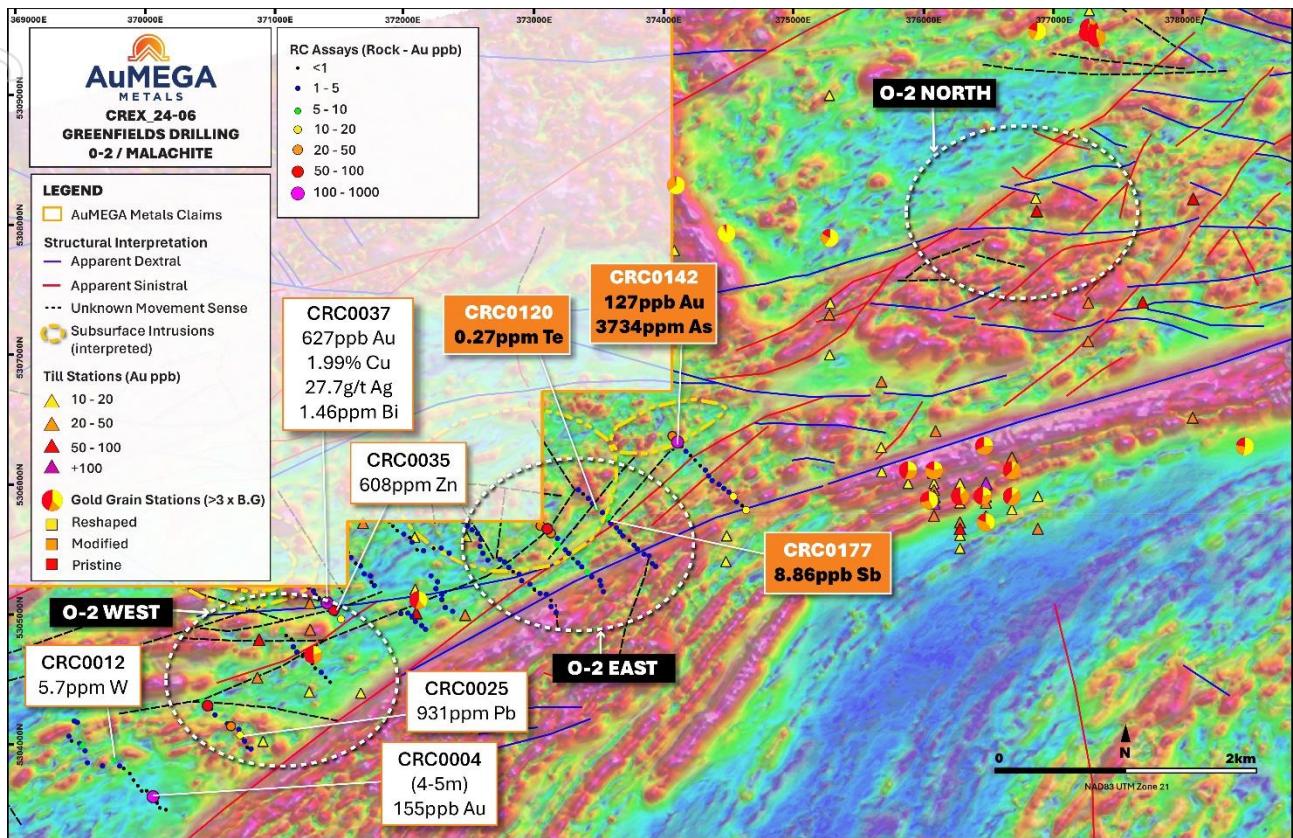 369000E
370000E
371000E
372000E
373000E
374000E
375000E
376000E
377000E
378000E
5309000N
5308000N
5307000N
5306000N
5305000N
5304000N
AuMEGA
METALS
CREX_24-06
GREENFIELDS DRILLING
0-2 / MALACHITE
RC Assays (Rock - Au ppb)
<1
1 - 5
5 - 10
10 - 20
20 - 50
50 - 100
100 - 1000
LEGEND
AuMEGA Metals Claims
Structural Interpretation
Apparent Dextral
Apparent Sinistral
Unknown Movement Sense
Subsurface Intrusions
(interpreted)
Till Stations (Au ppb)
10 - 20
20 - 50
50 - 100
+100
Gold Grain Stations (>3 x B.G)
Reshaped
Modified
Pristine
O-2 NORTH
CRC0142
127ppb Au
3734ppm As
CRC0120
0.27ppm Te
CRC0037
627ppb Au
1.99% Cu
27.7g/t Ag
1.46ppm Bi
CRC0035
608ppm Zn
CRC0177
8.86ppb Sb
O-2 WEST
O-2 EAST
CRC0012
5.7ppm W
CRC0025
931ppm Pb
CRC0004
(4-5m)
155ppb Au
N
0
2km
NAD83 UTM Zone 21